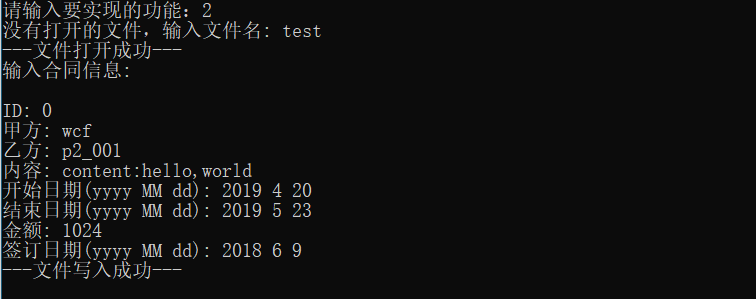 请输入要实现的功能：2
没有打开的文件，输入文件名: test
---文件打开成功---
输入合同信息:
ID: 0
甲方: wcf
乙方: p2_001
内容: content:hello,world
开始日期(yyyy MM dd): 2019 4 20
结束日期(yyyy MM dd): 2019 5 23
金额: 1024
签订日期(yyyy MM dd): 2018 6 9
---文件写入成功---